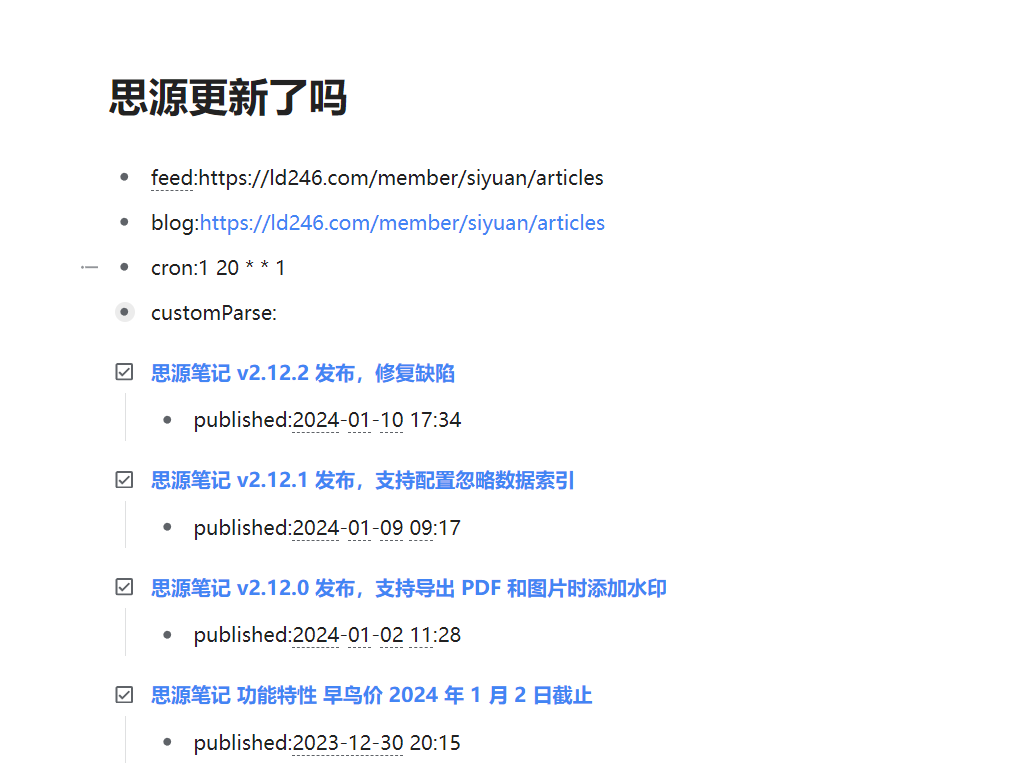 思源更新了吗
feed:https://ld246.com/member/siyuan/articles
blog:https://ld246.com/member/siyuan/articles
cron:1 20 * * 1
customParse:
思源笔记 v2.12.2 发布，修复缺陷
published:2024-01-10 17:34
思源笔记 v2.12.1 发布，支持配置忽略数据索引
published:2024-01-09 09:17
思源笔记 v2.12.0 发布，支持导出 PDF 和图片时添加水印
published:2024-01-02 11:28
思源笔记 功能特性 早鸟价 2024 年 1 月 2 日截止
published:2023-12-30 20:15